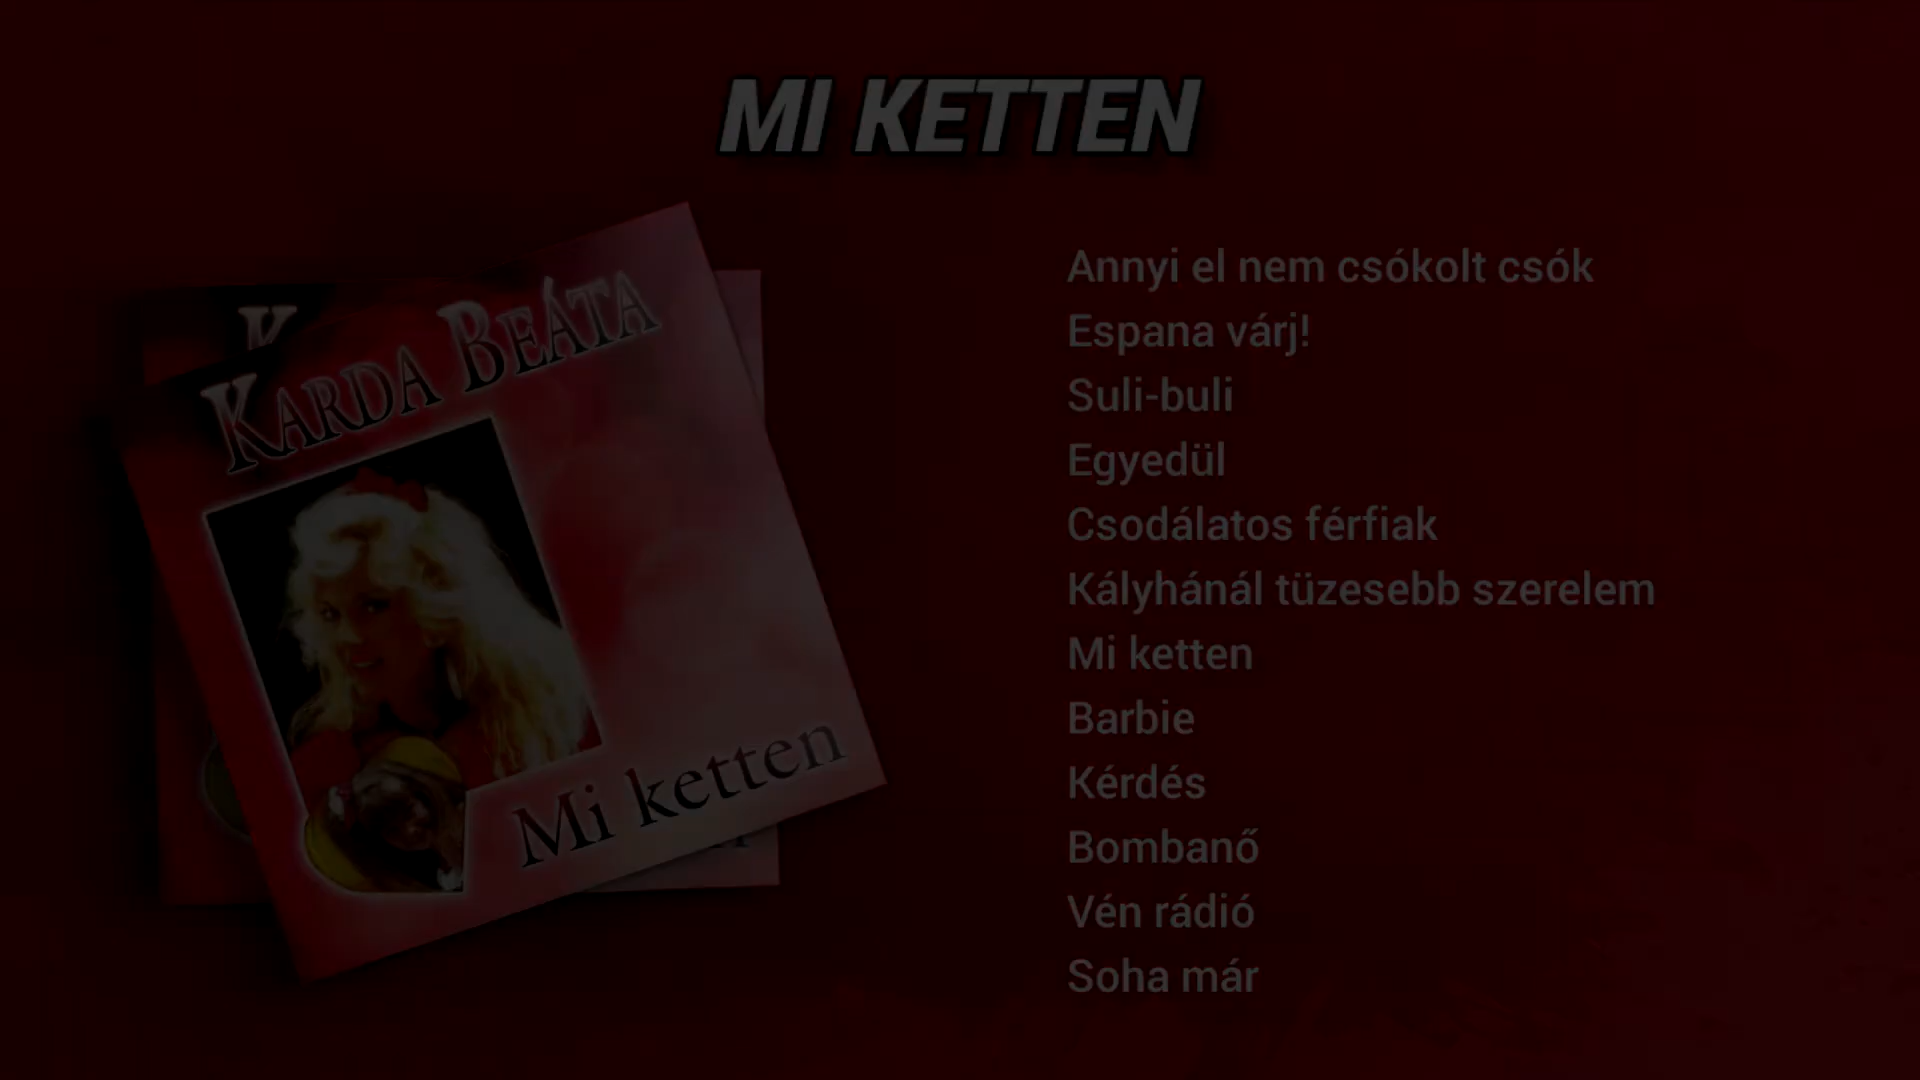 MI KETTEN
KARDA BEÁTA
Mi ketten
Annyi el nem csókolt csók
Espana várj!
Suli-buli
Egyedül
Csodálatos férfiak
Kályhánál tüzesebb szerelem
Mi ketten
Barbie
Kérdés
Bombanő
Vén rádió
Soha már